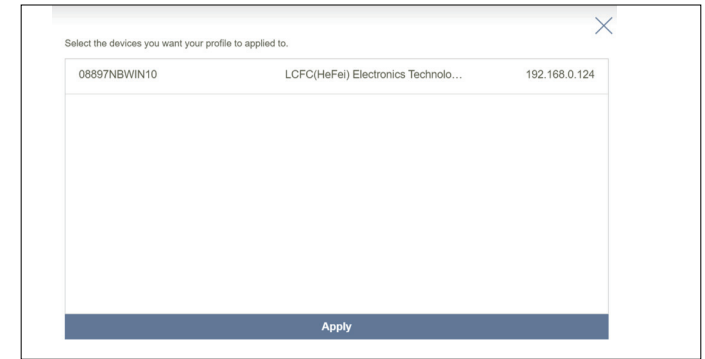 Select the devices you want your profile to applied to.
08897NBWIN10 LCFC(HeFei) Electronics Technolo... 192.168.0.124
Apply